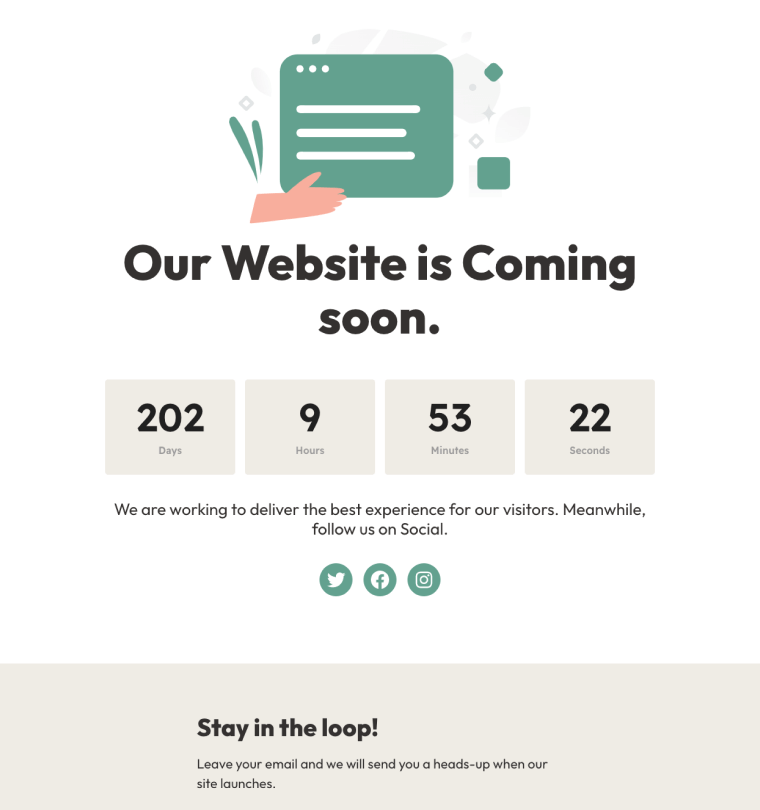 Our Website is Coming
soon.
202
Days
9
Hours
53
Minutes
22
Seconds
We are working to deliver the best experience for our visitors. Meanwhile,
follow us on Social.
Stay in the loop!
Leave your email and we will send you a heads-up when our
site launches.